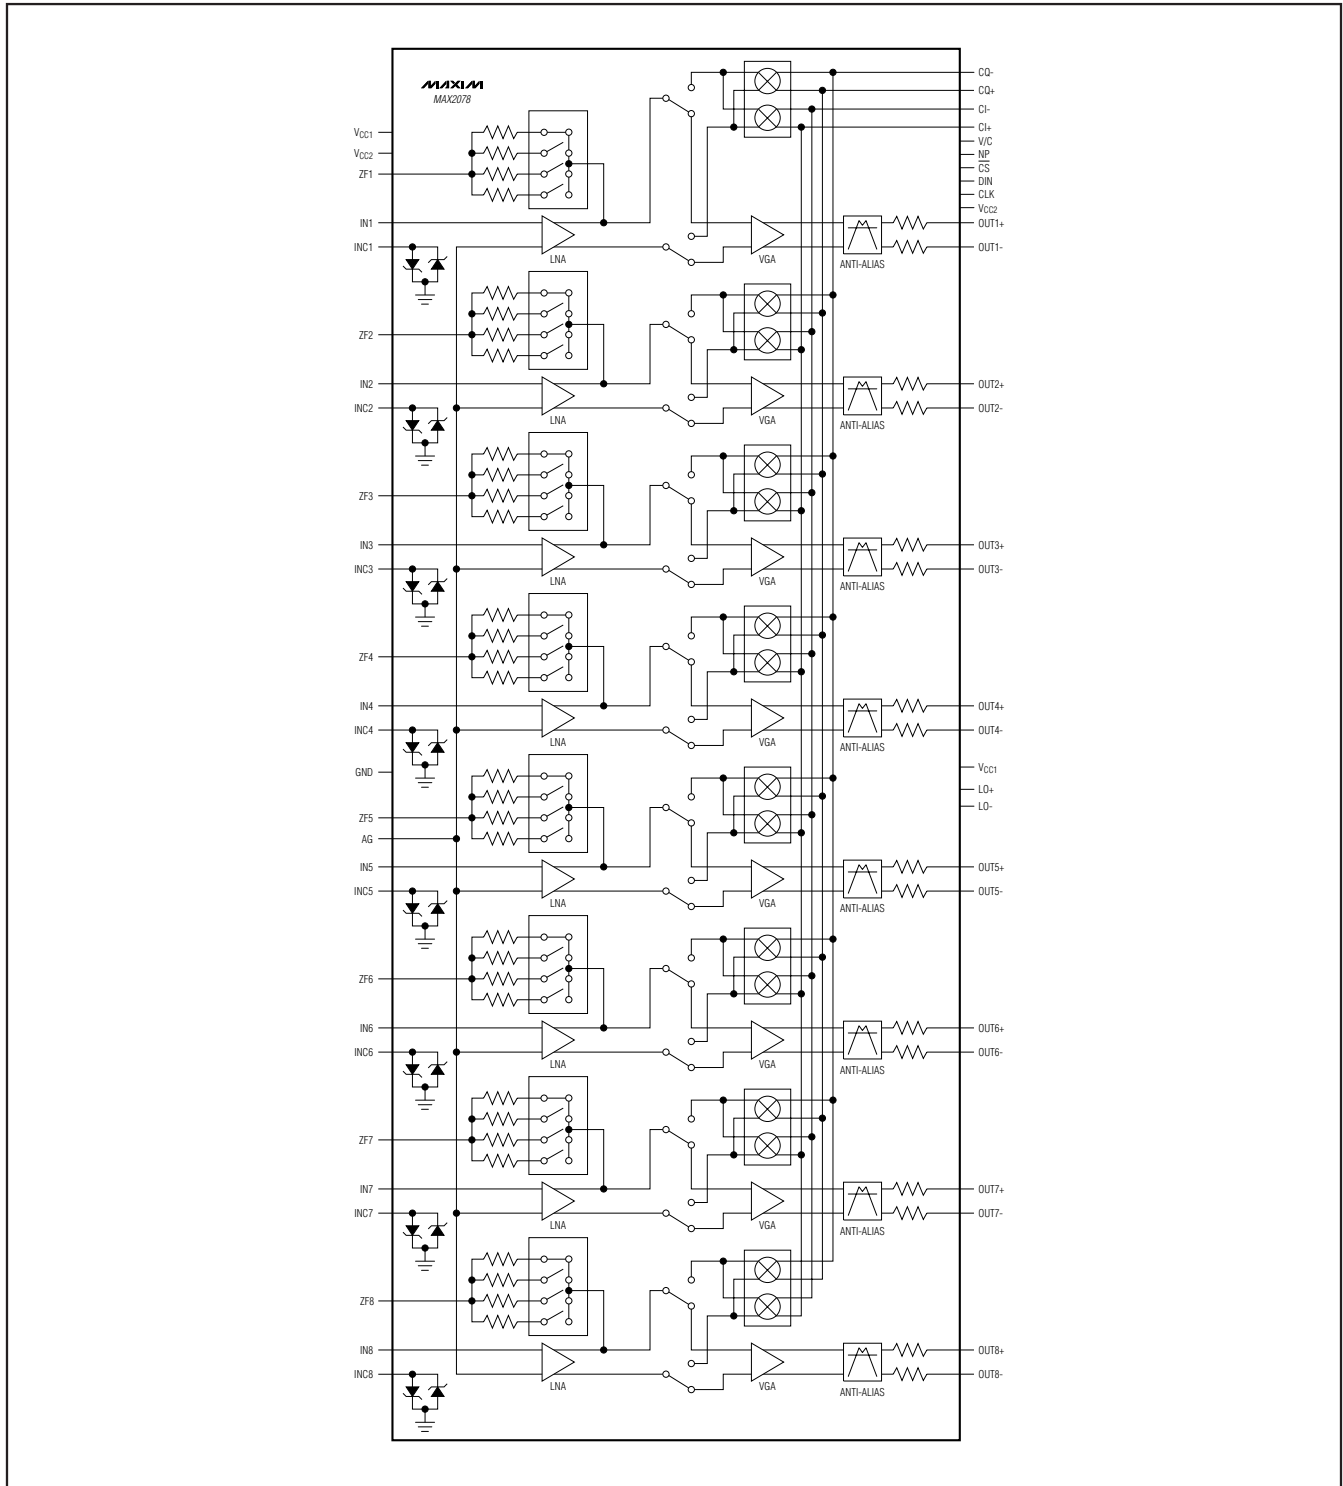 MAXIM
MAX2078
CQ-
CQ+
CI-
CI+
V/C
NP
CS
DIN
CLK
VCC2
VCC1
VCC2
ZF1
IN1
INC1
LNA
VGA
ANTI-ALIAS
OUT1+
OUT1-
ZF2
IN2
INC2
LNA
VGA
ANTI-ALIAS
OUT2+
OUT2-
ZF3
IN3
INC3
LNA
VGA
ANTI-ALIAS
OUT3+
OUT3-
ZF4
IN4
INC4
LNA
VGA
ANTI-ALIAS
OUT4+
OUT4-
GND
VCC1
LO+
LO-
ZF5
AG
IN5
INC5
LNA
VGA
ANTI-ALIAS
OUT5+
OUT5-
ZF6
IN6
INC6
LNA
VGA
ANTI-ALIAS
OUT6+
OUT6-
ZF7
IN7
INC7
LNA
VGA
ANTI-ALIAS
OUT7+
OUT7-
ZF8
IN8
INC8
LNA
VGA
ANTI-ALIAS
OUT8+
OUT8-